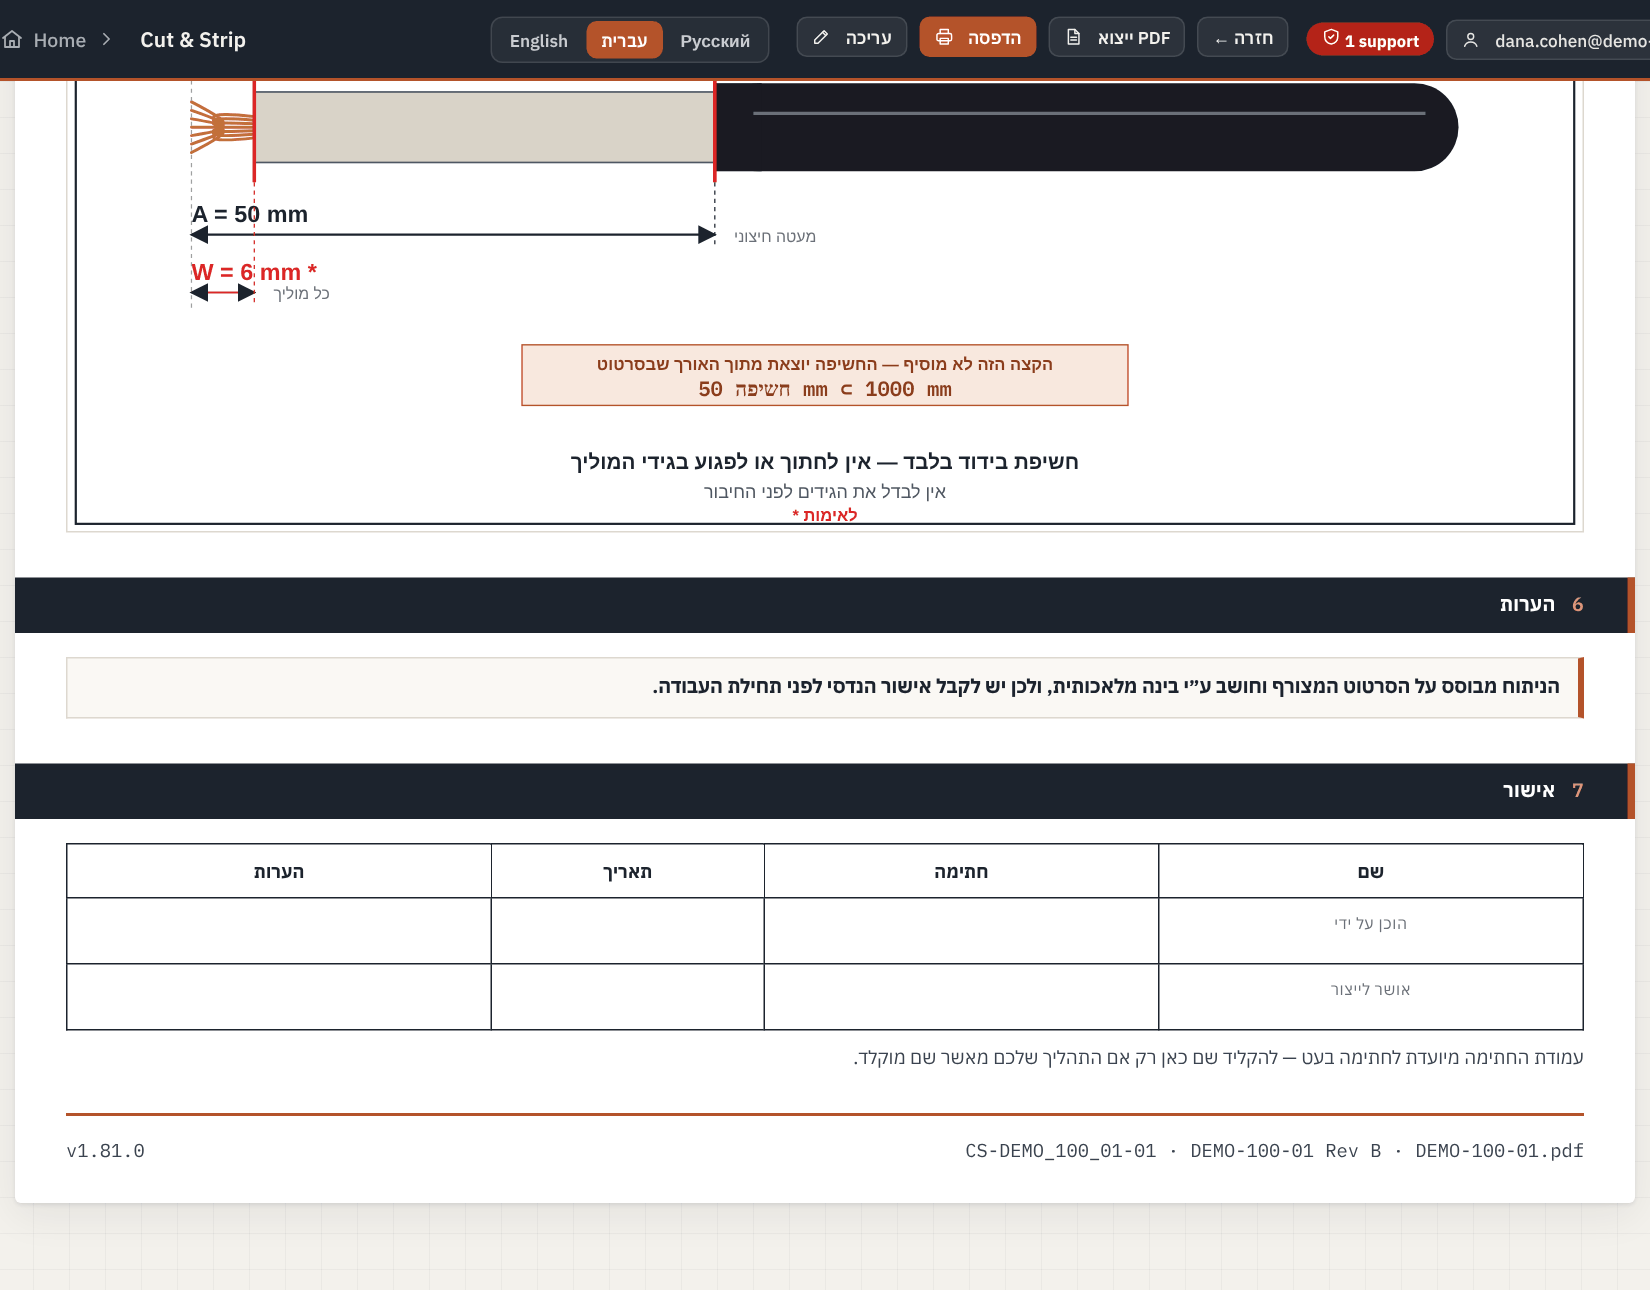 Home > Cut & Strip
English עברית Русский
עריכה
הדפסה
ייצוא PDF
חזרה ←
1 support
dana.cohen@demo-
A = 50 mm
מעטה חיצוני
W = 6 mm *
כל מוליך
הקצה הזה לא מוסיף — החשיפה יוצאת מתוך האורך שבסרטוט
50 חשיפה mm ⊂ 1000 mm
חשיפת בידוד בלבד — אין לחתוך או לפגוע בגידי המוליך
אין לבדל את הגידים לפני החיבור
* לאימות
6 הערות
הניתוח מבוסס על הסרטוט המצורף וחושב ע״י בינה מלאכותית, ולכן יש לקבל אישור הנדסי לפני תחילת העבודה.
7 אישור
שם חתימה תאריך הערות
הוכן על ידי
אושר לייצור
עמודת החתימה מיועדת לחתימה בעט — להקליד שם כאן רק אם התהליך שלכם מאשר שם מוקלד.
CS-DEMO_100_01-01 · DEMO-100-01 Rev B · DEMO-100-01.pdf
v1.81.0